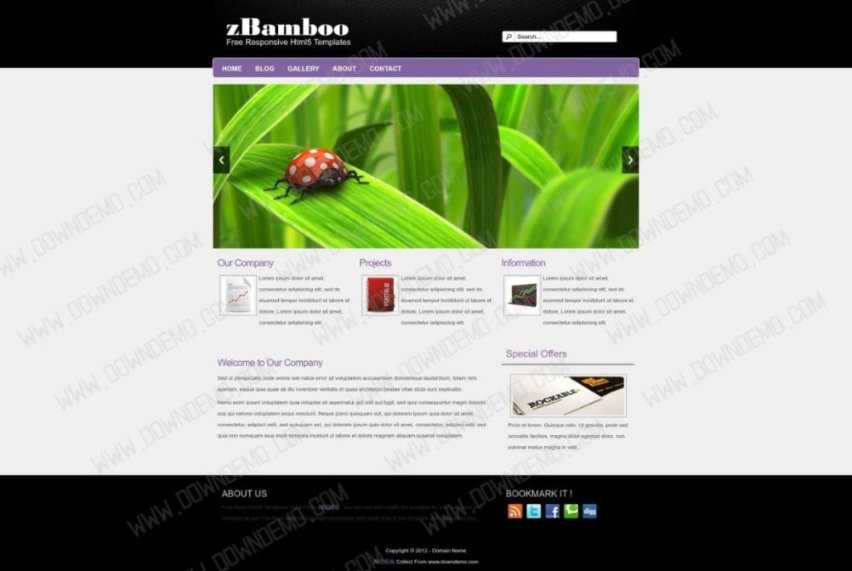 zBamboo
Free Responsive Html5 Templates
Search...
HOME BLOG GALLERY ABOUT CONTACT
Our Company
Lorem ipsum dolor sit amet,
consectetur adipisicing elit, sed do
eiusmod tempor incididunt ut labore et
dolore. Lorem ipsum dolor sit amet,
consectetur adipisicing elit.
Projects
PORTFOLIO
Lorem ipsum dolor sit amet,
consectetur adipisicing elit, sed do
eiusmod tempor incididunt ut labore et
dolore. Lorem ipsum dolor sit amet,
consectetur adipisicing elit.
Information
Lorem ipsum dolor sit amet,
consectetur adipisicing elit, sed do
eiusmod tempor incididunt ut labore et
dolore. Lorem ipsum dolor sit amet,
consectetur adipisicing elit.
Welcome to Our Company
Sed ut perspiciatis unde omnis iste natus error sit voluptatem accusantium doloremque laudantium, totam rem
aperiam, eaque ipsa quae ab illo inventore veritatis et quasi architecto beatae vitae dicta sunt explicabo.
Nemo enim ipsam voluptatem quia voluptas sit aspernatur aut odit aut fugit, sed quia consequuntur magni dolores
eos qui ratione voluptatem sequi nesciunt. Neque porro quisquam est, qui dolorem ipsum quia dolor sit amet,
consectetur, adipisci velit, sed quisquam est, qui dolorem ipsum quia dolor sit amet, consectetur, adipisci velit, sed
quia non numquam eius modi tempora incidunt ut labore et dolore magnam aliquam quaerat voluptatem.
Special Offers
ROCKABLE
Proin et lorem. Quisque odio. Ut gravida, pede sed
convallis facilisis, magna dolor egestas dolor, non
pulvinar metus magna in velit.
ABOUT US
BOOKMARK IT !
digg
Copyright © 2012 - Domain Name
Collect From www.downdemo.com
WWW.DOWNDEMO.COM